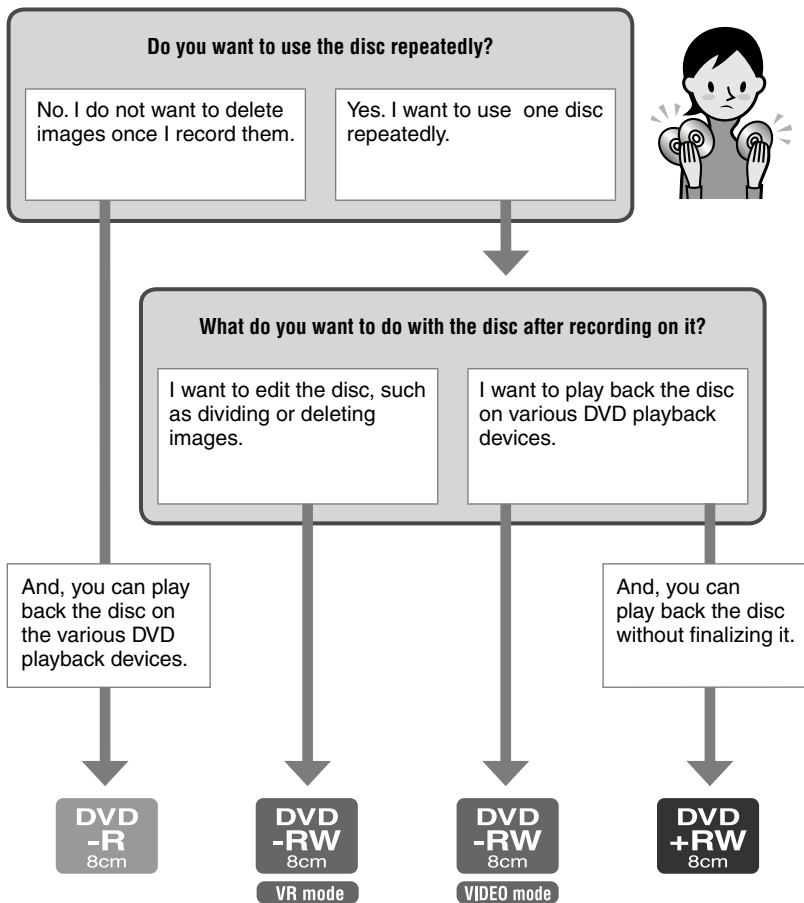 Do you want to use the disc repeatedly?
No. I do not want to delete
images once I record them.
Yes. I want to use one disc
repeatedly.
What do you want to do with the disc after recording on it?
I want to edit the disc, such
as dividing or deleting
images.
I want to play back the disc
on various DVD playback
devices.
And, you can play
back the disc on
the various DVD
playback devices.
And, you can
play back the disc
without finalizing it.
DVD
-R
8cm
DVD
-RW
8cm
VR mode
DVD
-RW
8cm
VIDEO mode
DVD
+RW
8cm